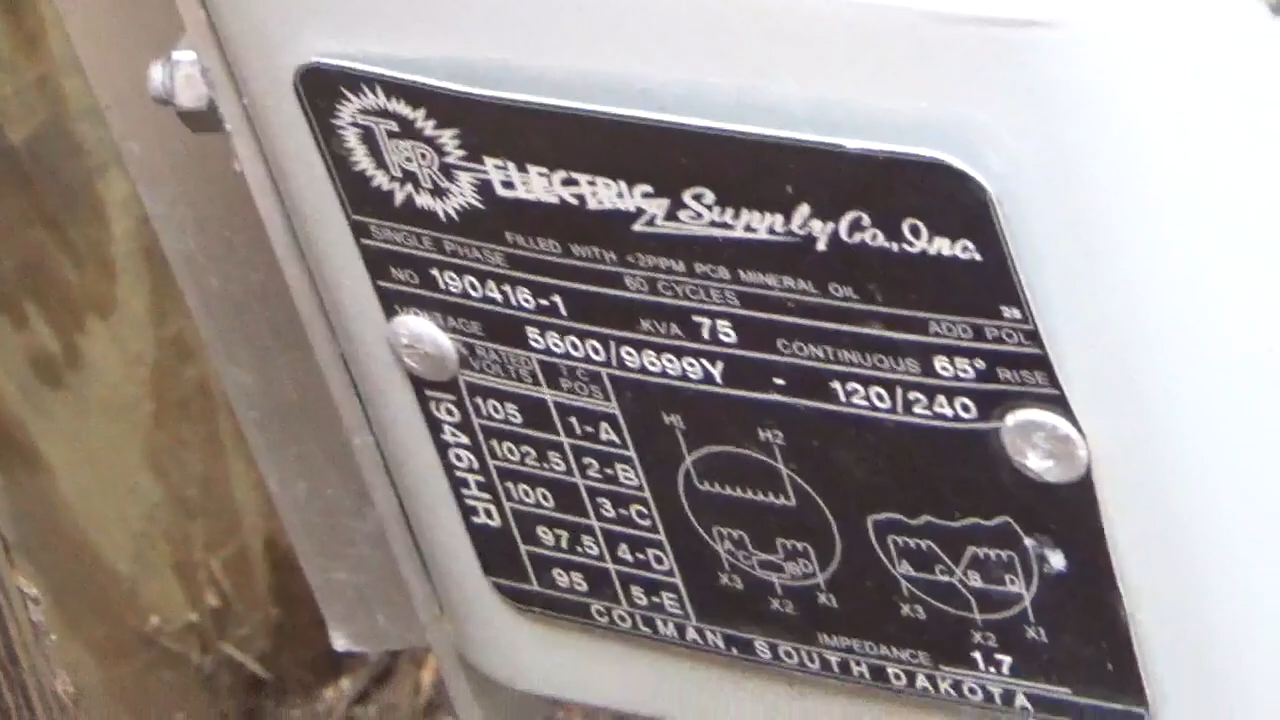 T&R ELECTRIC Supply Co., Inc.
FILLED WITH <2PPM PCB MINERAL OIL
28
SINGLE PHASE 60 CYCLES ADD POL
NO 190416-1 KVA 75 CONTINUOUS 65° RISE
VOLTAGE 5600/9699Y - 120/240
RATED VOLTS T.C. POS
105 1-A
102.5 2-B
100 3-C
97.5 4-D
95 5-E
1946HR
H1 H2
A C B D
X3 X2 X1
A C B D
X3 X2 X1
IMPEDANCE 1.7
COLMAN, SOUTH DAKOTA